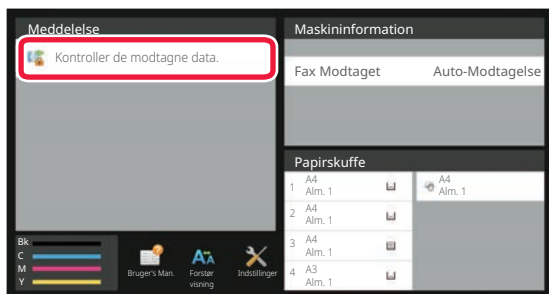 Meddelelse
Kontroller de modtagne data.
Maskininformation
Fax Modtaget Auto-Modtagelse
Papirskuffe
1 A4
Alm. 1
A4
Alm. 1
2 A4
Alm. 1
3 A4
Alm. 1
4 A3
Alm. 1
Bk
C
M
Y
Bruger's Man.
Forstør
visning
Indstillinger